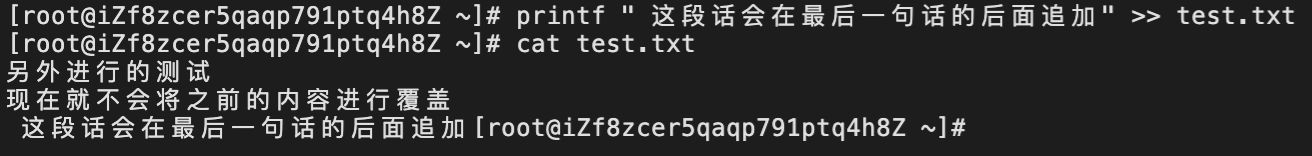 [root@iZf8zcer5qaqp791ptq4h8Z ~]# printf " 这段话会在最后一句话的后面追加" >> test.txt
[root@iZf8zcer5qaqp791ptq4h8Z ~]# cat test.txt
另外进行的测试
现在就不会将之前的内容进行覆盖
 这段话会在最后一句话的后面追加[root@iZf8zcer5qaqp791ptq4h8Z ~]#